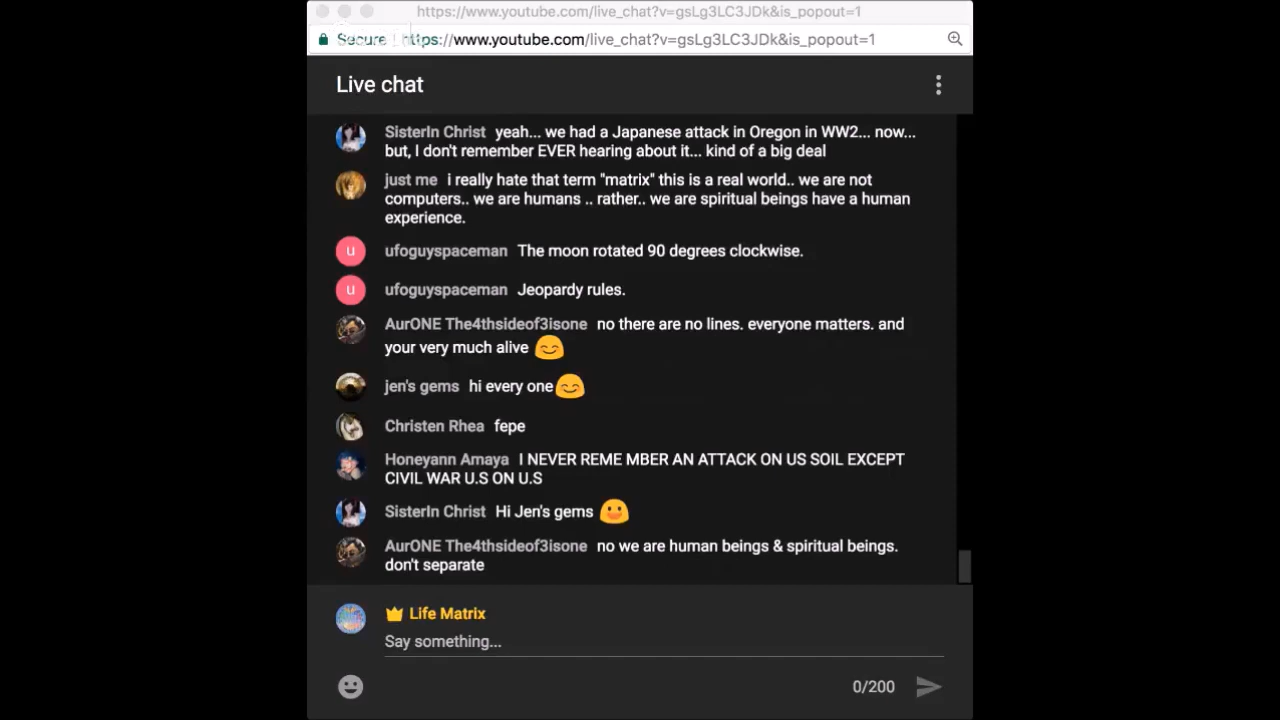 https://www.youtube.com/live_chat?v=gsLg3LC3JDk&is_popout=1
Secure https://www.youtube.com/live_chat?v=gsLg3LC3JDk&is_popout=1
Live chat
SisterIn Christ yeah... we had a Japanese attack in Oregon in WW2... now...
but, I don't remember EVER hearing about it... kind of a big deal
just me i really hate that term "matrix" this is a real world.. we are not
computers.. we are humans .. rather.. we are spiritual beings have a human
experience.
u ufoguyspaceman The moon rotated 90 degrees clockwise.
u ufoguyspaceman Jeopardy rules.
AurONE The4thsideof3isone no there are no lines. everyone matters. and
your very much alive
jen's gems hi every one
Christen Rhea fepe
Honeyann Amaya I NEVER REME MBER AN ATTACK ON US SOIL EXCEPT
CIVIL WAR U.S ON U.S
SisterIn Christ Hi Jen's gems
AurONE The4thsideof3isone no we are human beings & spiritual beings.
don't separate
Life Matrix
Say something...
0/200